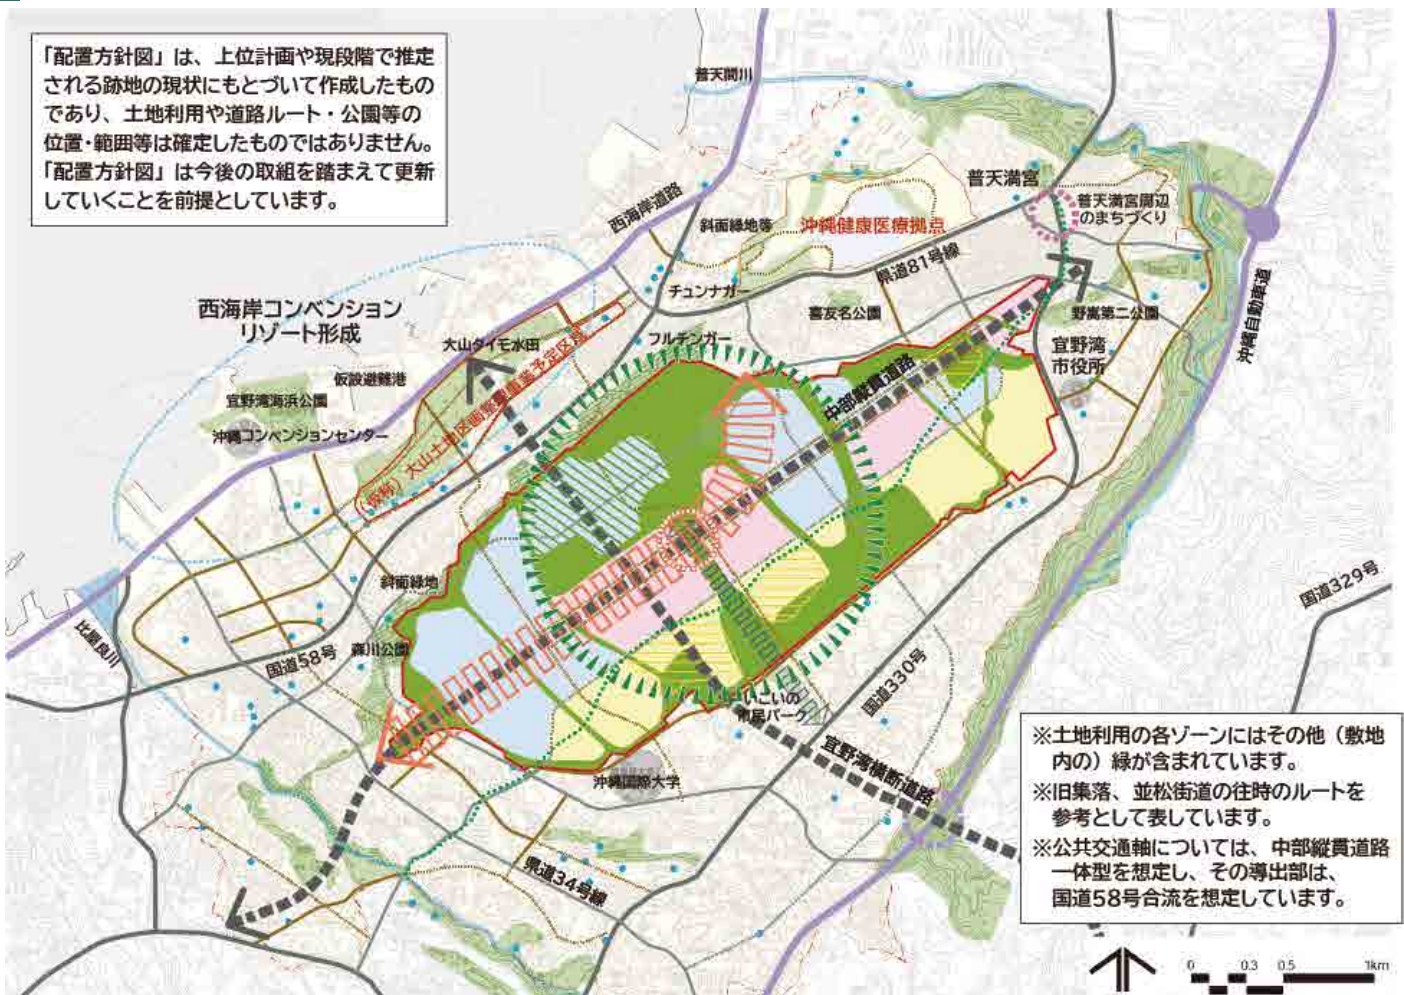 「配置方針図」は、上位計画や現段階で推定
される跡地の現状にもとづいて作成したもの
であり、土地利用や道路ルート・公園等の
位置・範囲等は確定したものではありません。
「配置方針図」は今後の取組を踏まえて更新
していくことを前提としています。
普天間川
西海岸道路
斜面緑地等
沖縄健康医療拠点
普天満宮
普天満宮周辺
のまちづくり
県道81号線
チュンナガー
喜友名公園
野嵩第二公園
沖縄自動車道
西海岸コンベンション
リゾート形成
大山タイモ水田
フルチンガー
宜野湾
市役所
仮設避難港
宜野湾海浜公園
沖縄コンベンションセンター
(仮称)大山土地区画整理事業予定区域
中部縦貫道路
斜面緑地
国道329号
比屋良川
国道58号
森川公園
国道330号
いこいの
市民パーク
宜野湾横断道路
沖縄国際大学
県道34号線
※土地利用の各ゾーンにはその他(敷地
内の)緑が含まれています。
※旧集落、並松街道の往時のルートを
参考として表しています。
※公共交通軸については、中部縦貫道路
一体型を想定し、その導出部は、
国道58号合流を想定しています。
0 0.3 0.5 1km